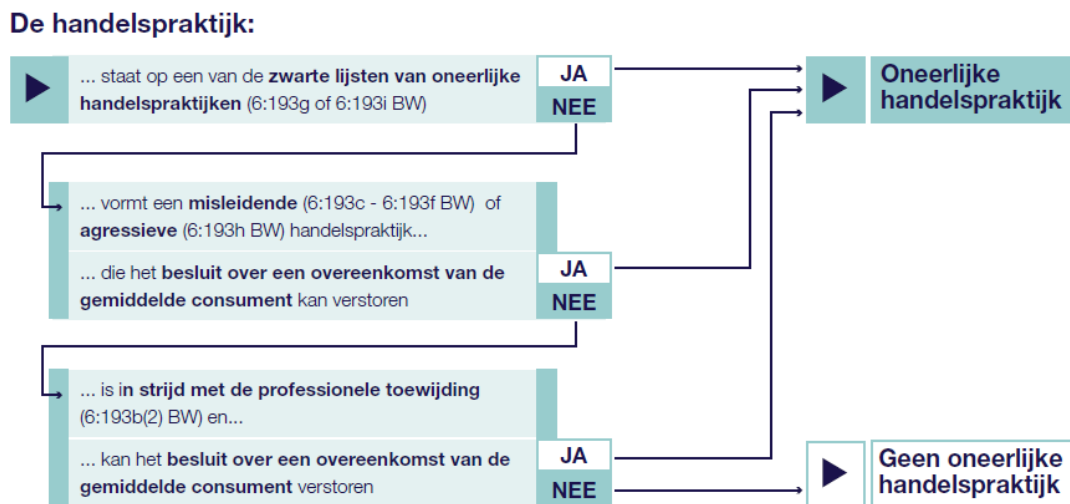 De handelspraktijk:
... staat op een van de zwarte lijsten van oneerlijke
handelspraktijken (6:193g of 6:193i BW)
JA
NEE
Oneerlijke
handelspraktijk
... vormt een misleidende (6:193c - 6:193f BW) of
agressieve (6:193h BW) handelspraktijk...
... die het besluit over een overeenkomst van de
gemiddelde consument kan verstoren
JA
NEE
... is in strijd met de professionele toewijding
(6:193b(2) BW) en...
... kan het besluit over een overeenkomst van de
gemiddelde consument verstoren
JA
NEE
Geen oneerlijke
handelspraktijk